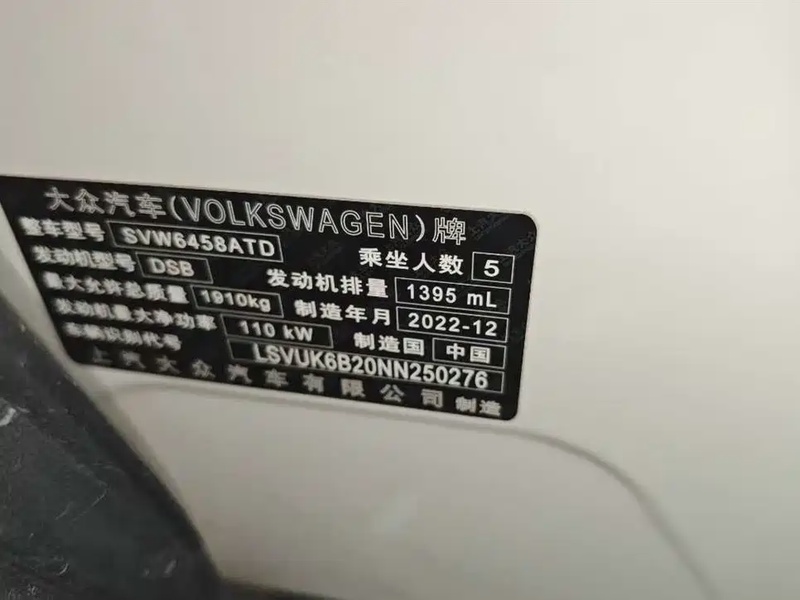 大众汽车(VOLKSWAGEN)牌
整车型号 SVW6458ATD 乘坐人数 5
发动机型号 DSB 发动机排量 1395 mL
最大允许总质量 1910kg 制造年月 2022-12
发动机最大净功率 110 kW 制造国 中国
车辆识别代号 LSVUK6B20NN250276
上汽大众汽车有限公司 制造